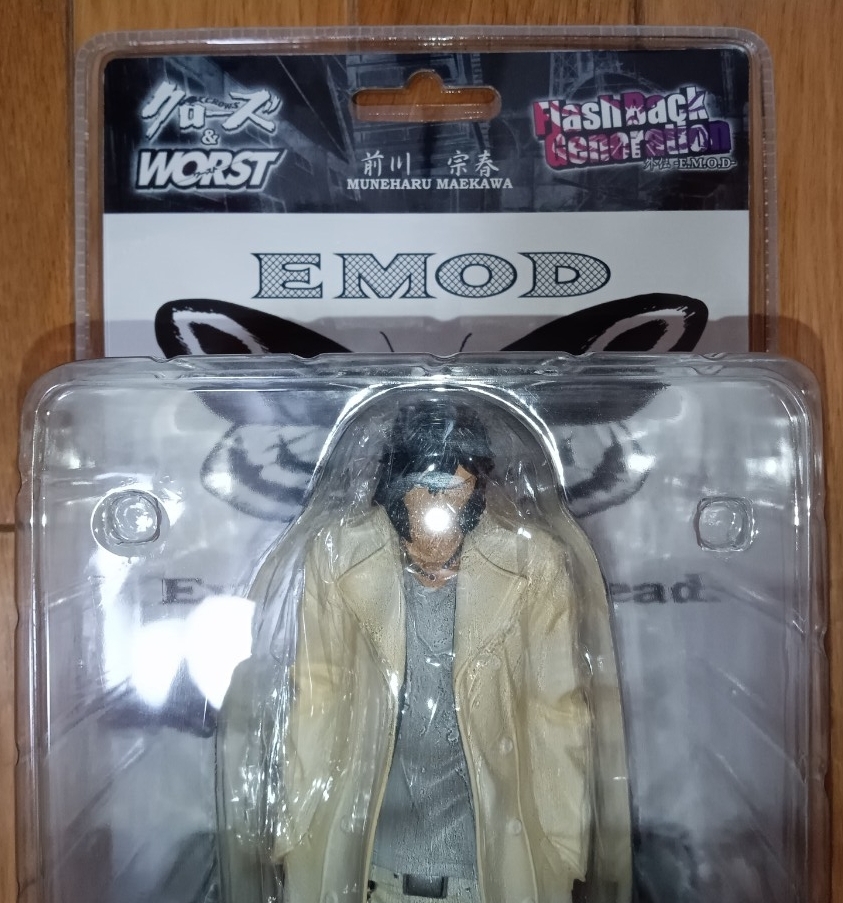 クローズ
CROWS
&
WORST
前川 宗春
MUNEHARU MAEKAWA
FlashBack
Generation
外伝 -E.M.O.D-
EMOD